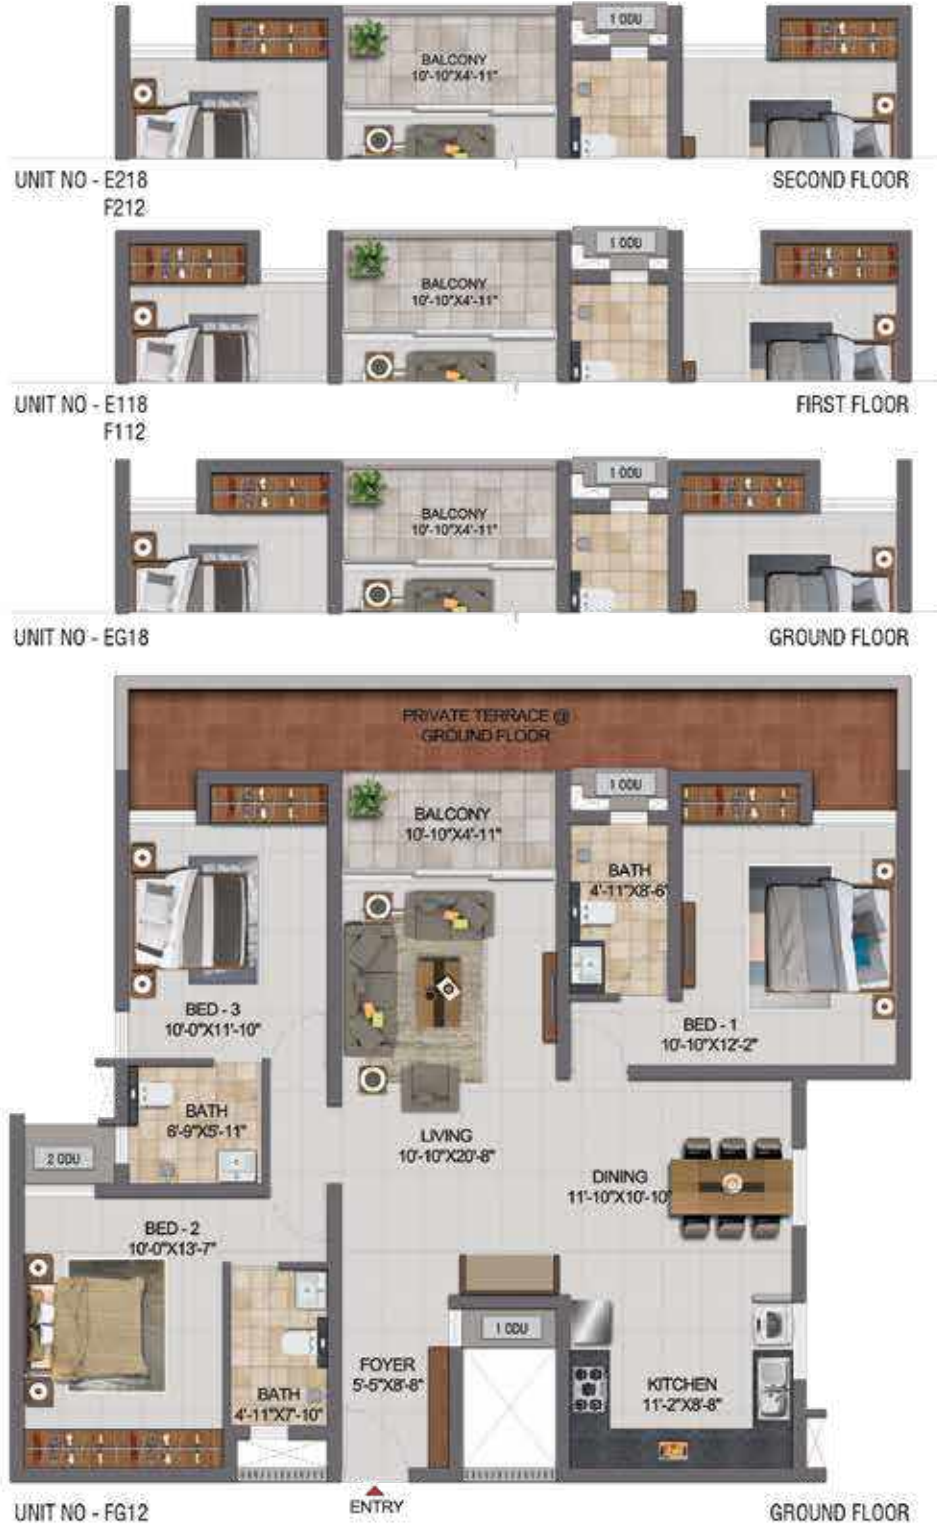 1 ODU
BALCONY
10'-10"X4'-11"
UNIT NO - E218
F212
SECOND FLOOR
1 ODU
BALCONY
10'-10"X4'-11"
UNIT NO - E118
F112
FIRST FLOOR
1 ODU
BALCONY
10'-10"X4'-11"
UNIT NO - EG18
GROUND FLOOR
PRIVATE TERRACE @
GROUND FLOOR
1 ODU
BALCONY
10'-10"X4'-11"
BATH
4'-11"X8'-6"
BED - 3
10'-0"X11'-10"
BED - 1
10'-10"X12'-2"
BATH
6'-9"X5'-11"
2 ODU
LIVING
10'-10"X20'-8"
DINING
11'-10"X10'-10"
BED - 2
10'-0"X13'-7"
1 ODU
FOYER
5'-5"X8'-8"
KITCHEN
11'-2"X8'-8"
BATH
4'-11"X7'-10"
ENTRY
UNIT NO - FG12
GROUND FLOOR